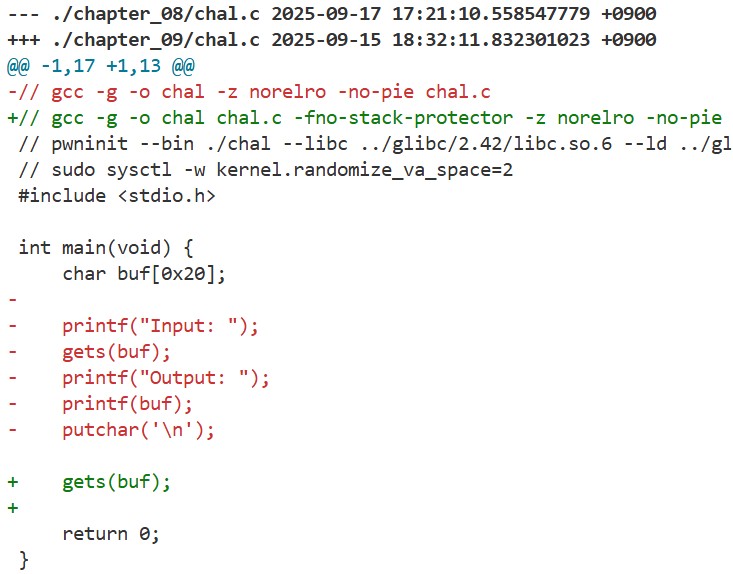 --- ./chapter_08/chal.c 2025-09-17 17:21:10.558547779 +0900
+++ ./chapter_09/chal.c 2025-09-15 18:32:11.832301023 +0900
@@ -1,17 +1,13 @@
-// gcc -g -o chal -z norelro -no-pie chal.c
+// gcc -g -o chal chal.c -fno-stack-protector -z norelro -no-pie
 // pwninit --bin ./chal --libc ../glibc/2.42/libc.so.6 --ld ../gl
 // sudo sysctl -w kernel.randomize_va_space=2
 #include <stdio.h>

 int main(void) {
     char buf[0x20];
-
-    printf("Input: ");
-    gets(buf);
-    printf("Output: ");
-    printf(buf);
-    putchar('\n');

+    gets(buf);
+
     return 0;
 }